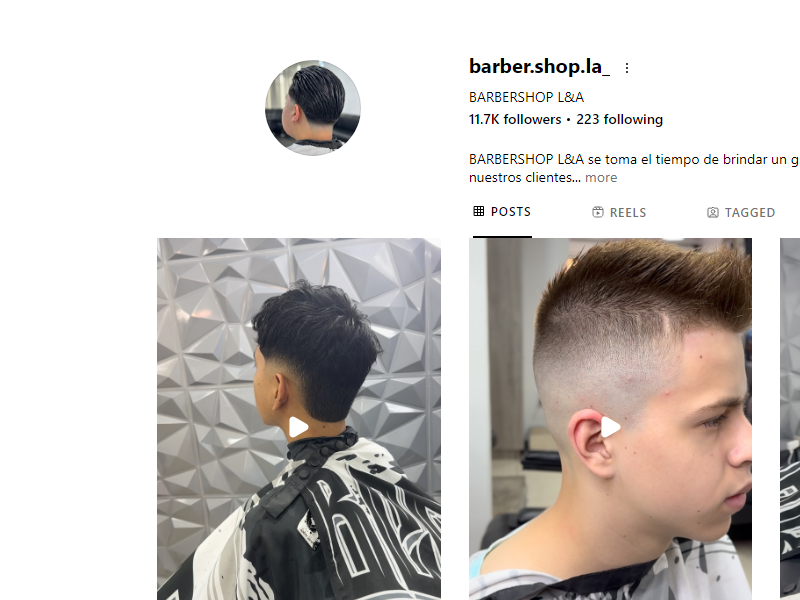 barber.shop.la_
BARBERSHOP L&A
11.7K followers • 223 following
BARBERSHOP L&A se toma el tiempo de brindar un g
nuestros clientes... more
POSTS
REELS
TAGGED